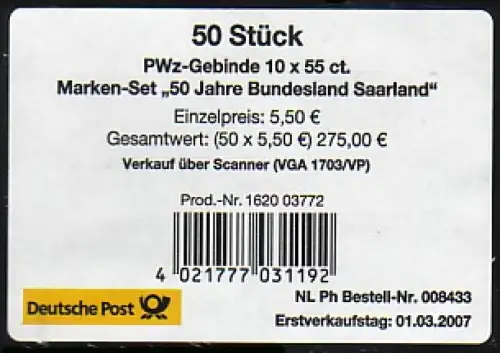 50 Stück
PWz-Gebinde 10 x 55 ct.
Marken-Set „50 Jahre Bundesland Saarland“
Einzelpreis: 5,50 €
Gesamtwert: (50 x 5,50 €) 275,00 €
Verkauf über Scanner (VGA 1703/VP)
Prod.-Nr. 1620 03772
4 021777 031192
Deutsche Post
NL Ph Bestell-Nr. 008433
Erstverkaufstag: 01.03.2007